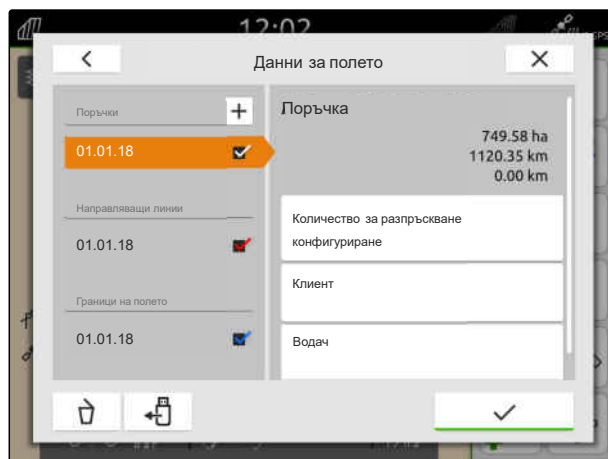 12:02
GPS
Данни за полето
Поръчки
01.01.18
Направляващи линии
01.01.18
Граници на полето
01.01.18
Поръчка
749.58 ha
1120.35 km
0.00 km
Количество за разпръскване
конфигуриране
Клиент
Водач